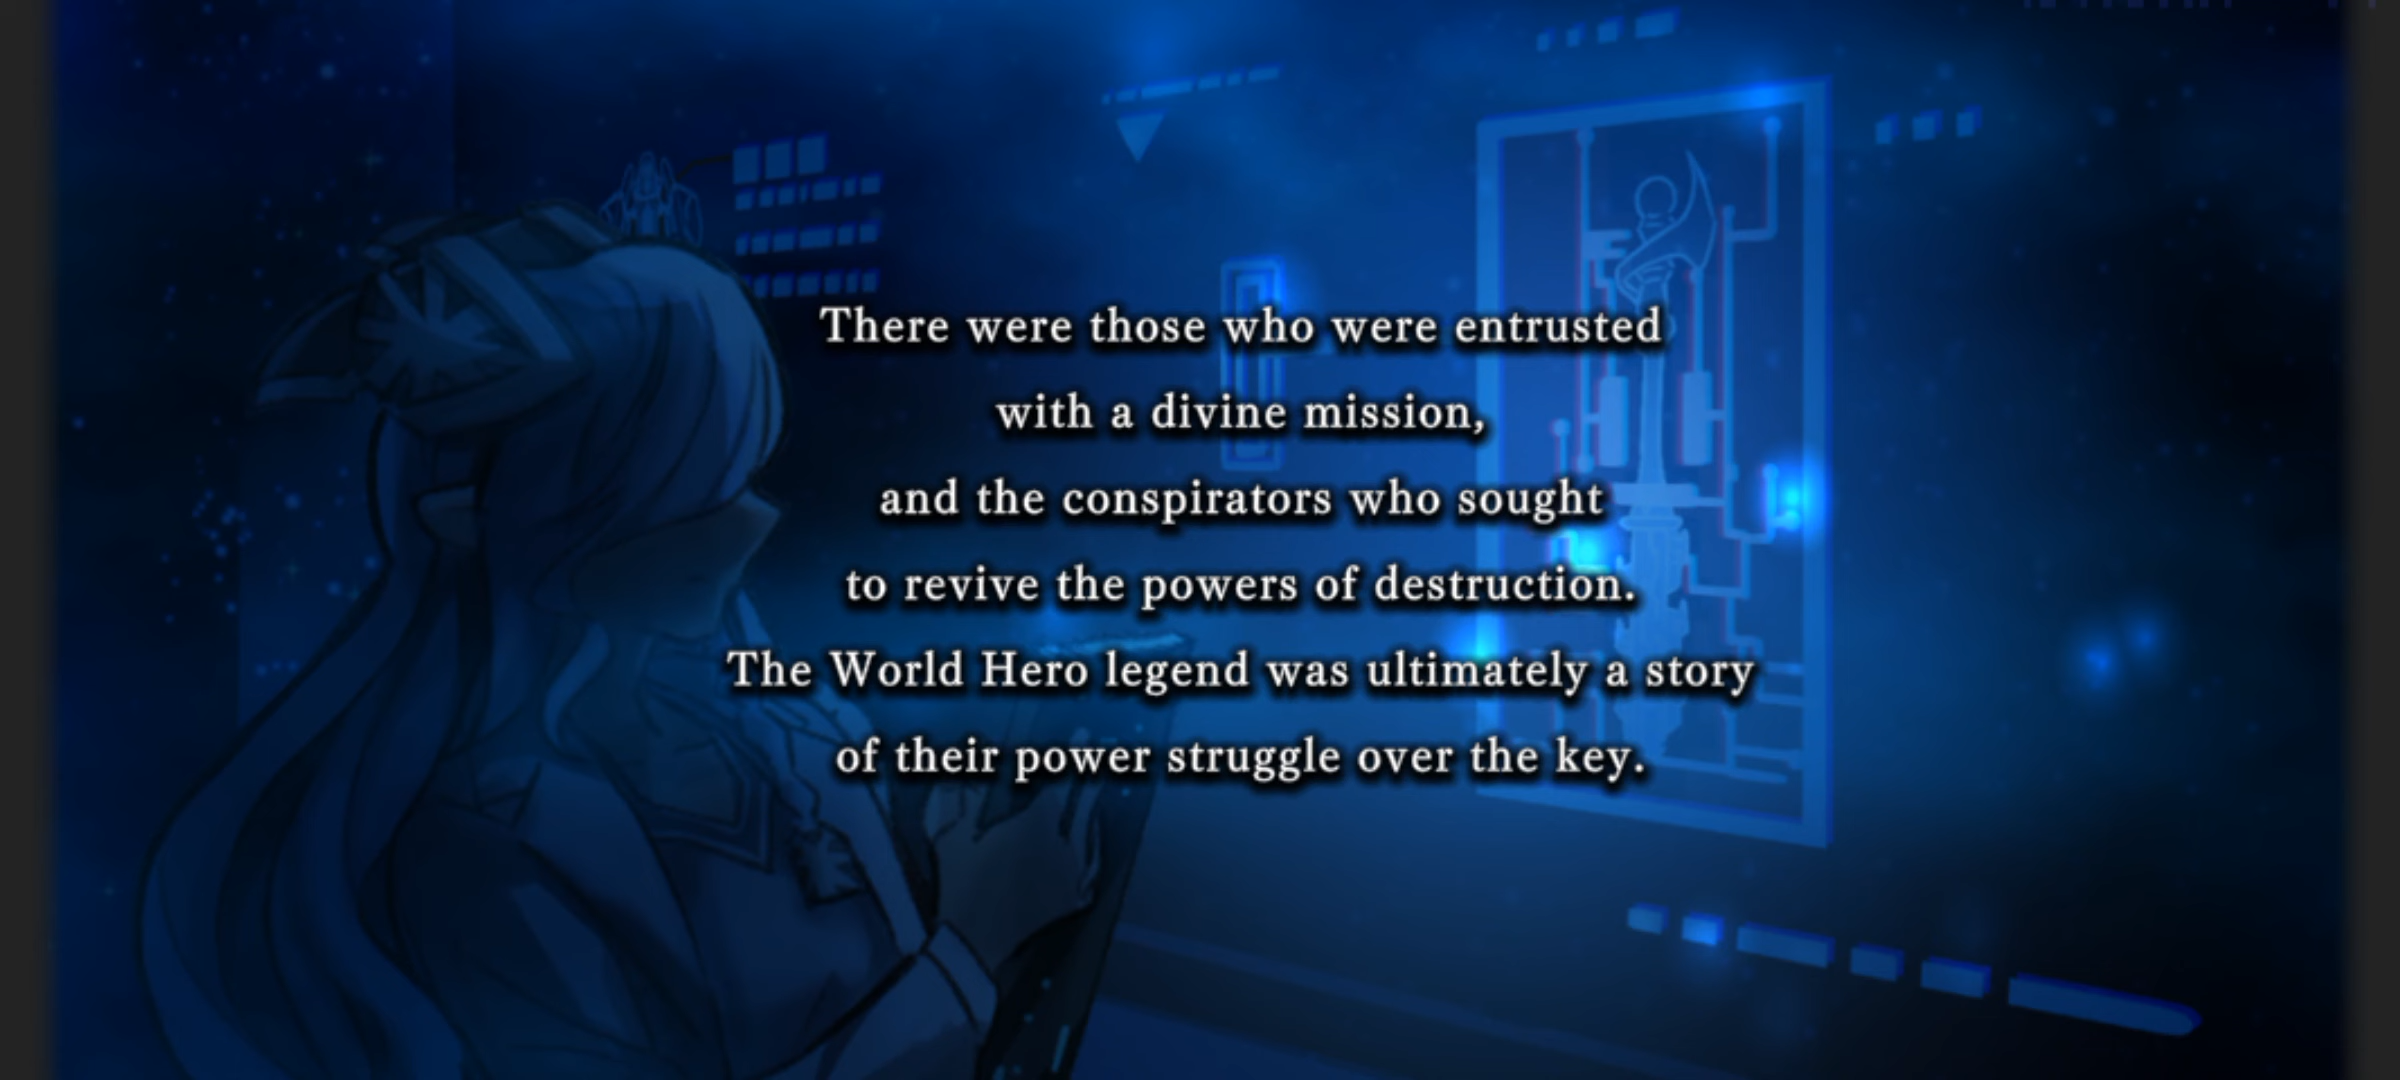 There were those who were entrusted
with a divine mission,
and the conspirators who sought
to revive the powers of destruction.
The World Hero legend was ultimately a story
of their power struggle over the key.